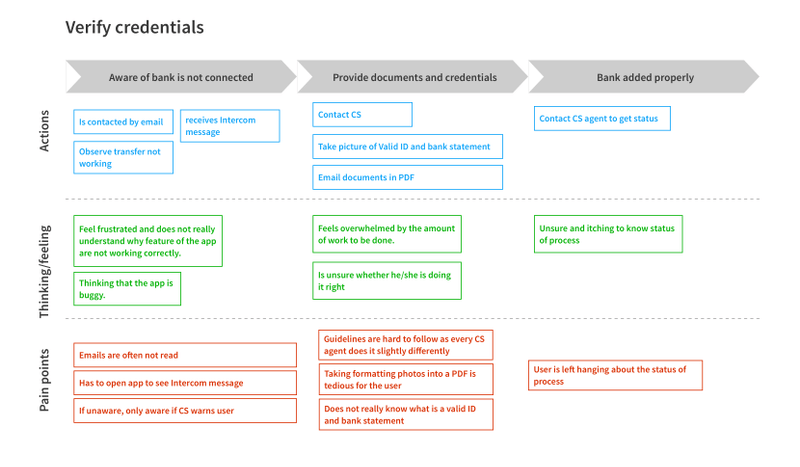 Verify credentials
Aware of bank is not connected
Provide documents and credentials
Bank added properly
Actions
Is contacted by email
receives Intercom
message
Observe transfer not
working
Contact CS
Take picture of Valid ID and bank statement
Email documents in PDF
Contact CS agent to get status
Thinking/feeling
Feel frustrated and does not really
understand why feature of the app
are not working correctly.
Thinking that the app is
buggy.
Feels overwhelmed by the amount
of work to be done.
Is unsure whether he/she is doing
it right
Unsure and itching to know status
of process
Pain points
Emails are often not read
Has to open app to see Intercom message
If unaware, only aware if CS warns user
Guidelines are hard to follow as every CS
agent does it slightly differently
Taking formatting photos into a PDF is
tedious for the user
Does not really know what is a valid ID
and bank statement
User is left hanging about the status of
process